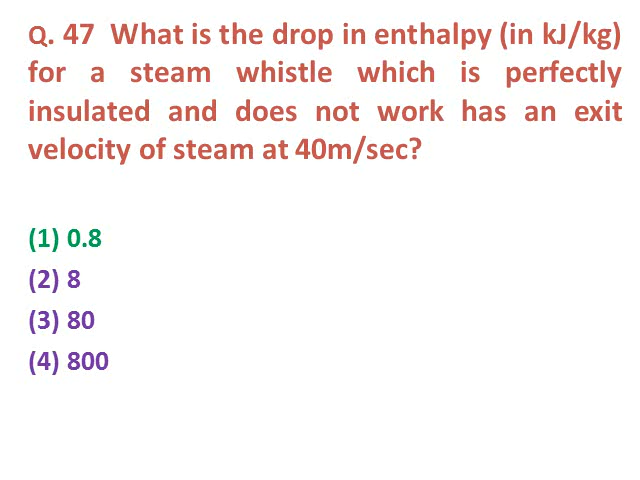 Q. 47 What is the drop in enthalpy (in kJ/kg)
for a steam whistle which is perfectly
insulated and does not work has an exit
velocity of steam at 40m/sec?
(1) 0.8
(2) 8
(3) 80
(4) 800